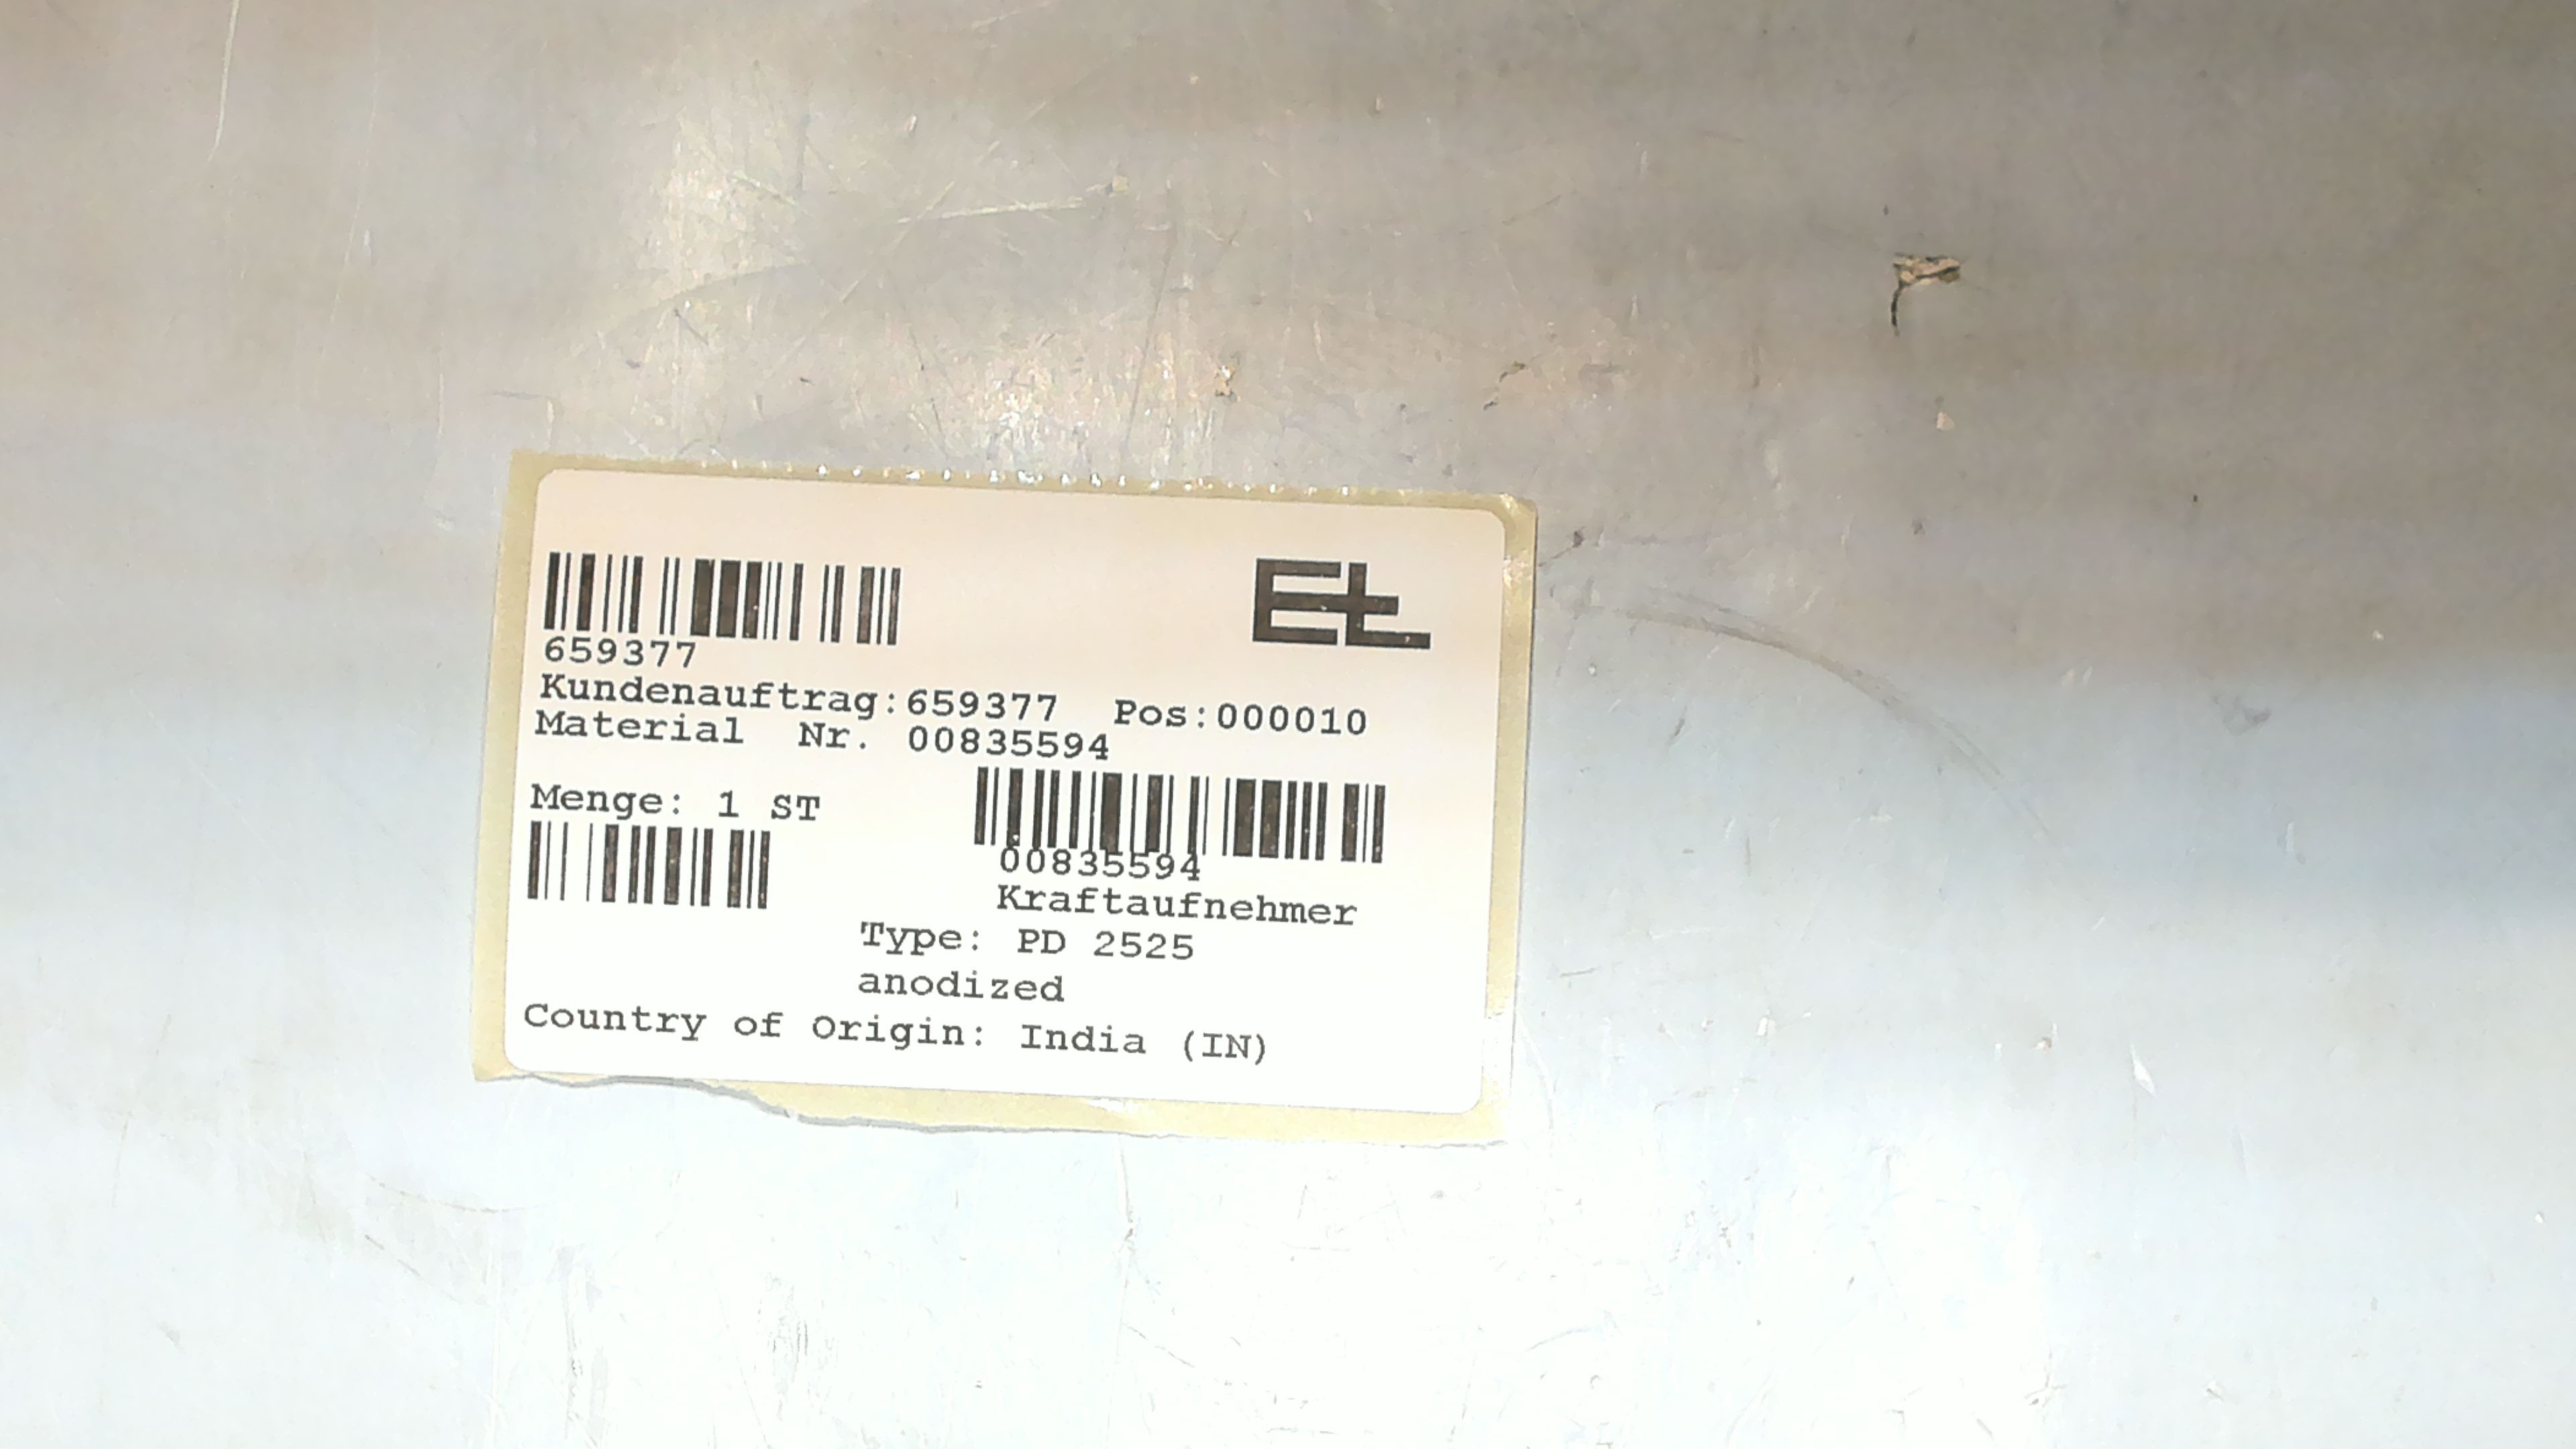 E+L
659377
Kundenauftrag:659377 Pos:000010
Material Nr. 00835594
Menge: 1 ST
00835594
Kraftaufnehmer
Type: PD 2525
anodized
Country of Origin: India (IN)